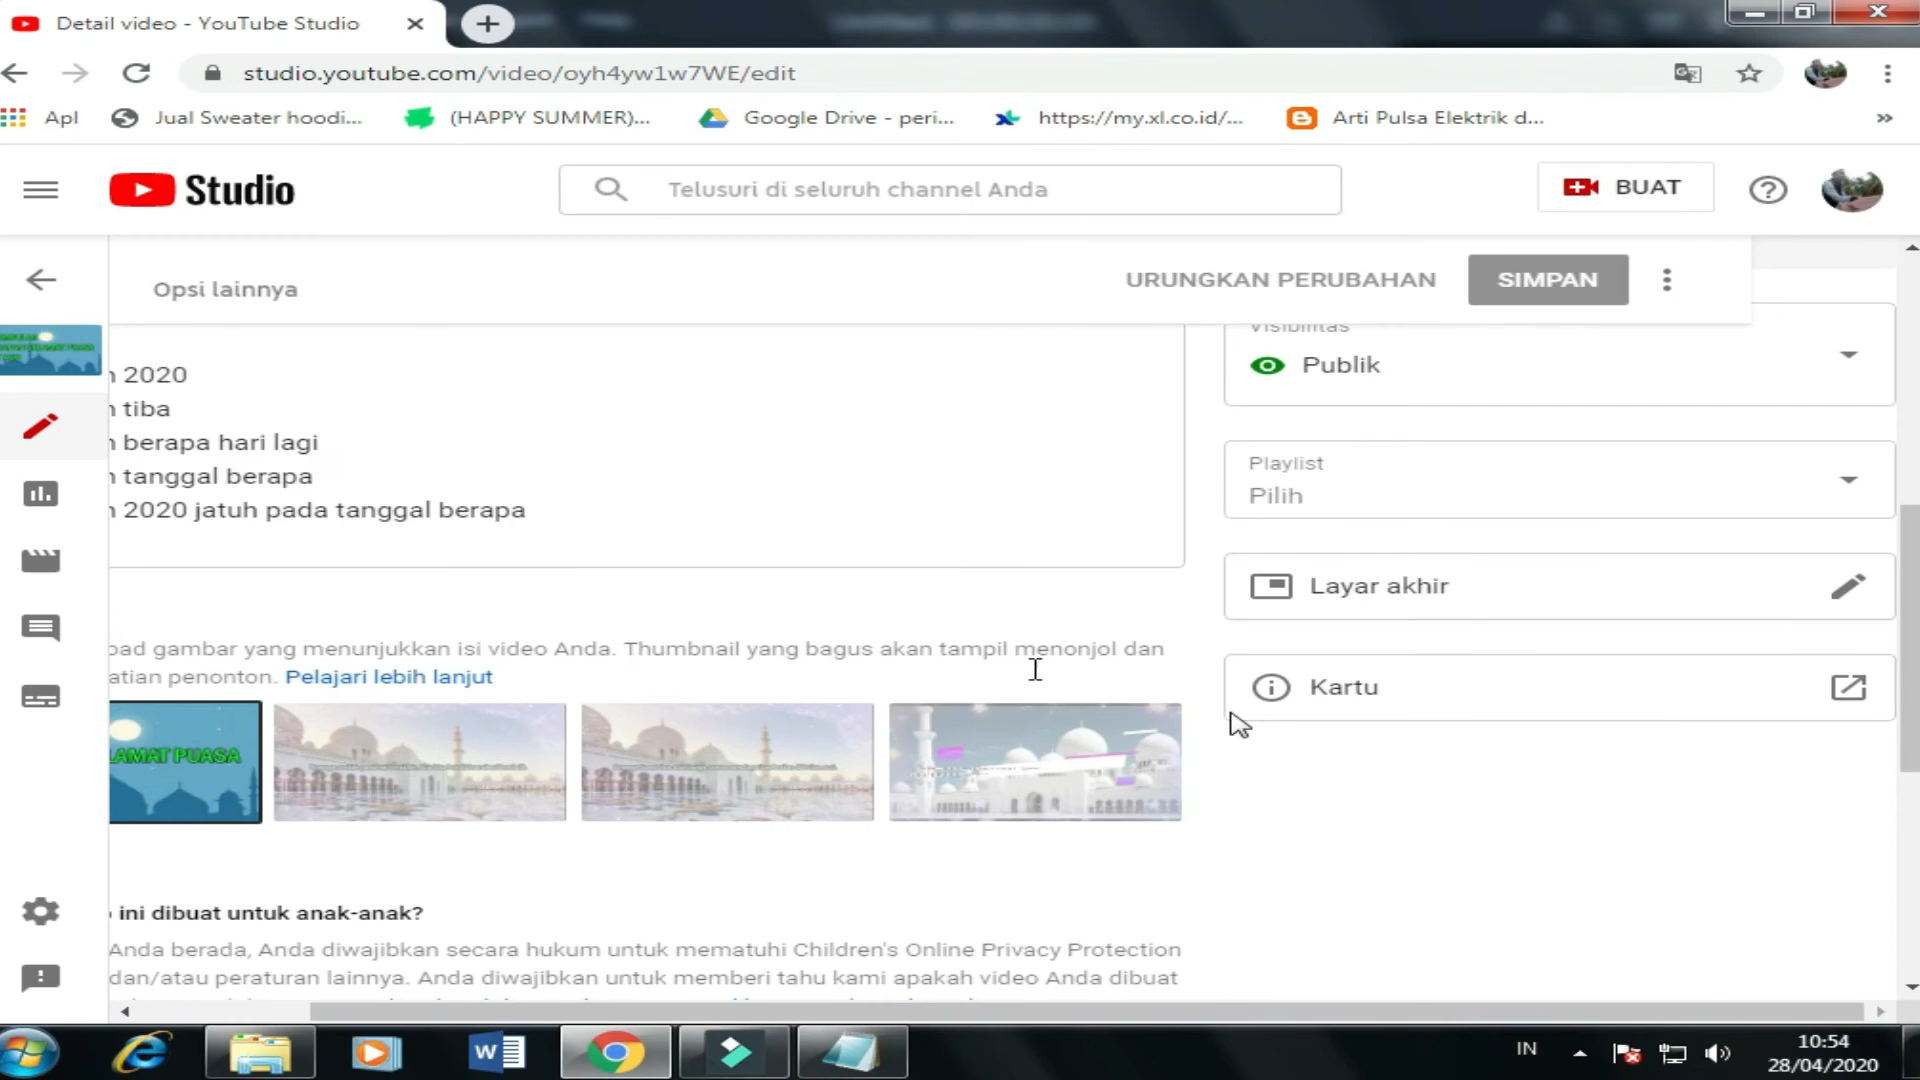 Detail video - YouTube Studio
studio.youtube.com/video/oyh4yw1w7WE/edit
Apl
Jual Sweater hoodi...
(HAPPY SUMMER)...
Google Drive - peri...
https://my.xl.co.id/...
Arti Pulsa Elektrik d...
Studio
Telusuri di seluruh channel Anda
BUAT
Opsi lainnya
URUNGKAN PERUBAHAN
SIMPAN
Visibilitas
Publik
n 2020
n tiba
n berapa hari lagi
n tanggal berapa
n 2020 jatuh pada tanggal berapa
Playlist
Pilih
Layar akhir
Kartu
oad gambar yang menunjukkan isi video Anda. Thumbnail yang bagus akan tampil menonjol dan
atian penonton. Pelajari lebih lanjut
LAMAT PUASA
ini dibuat untuk anak-anak?
Anda berada, Anda diwajibkan secara hukum untuk mematuhi Children's Online Privacy Protection
dan/atau peraturan lainnya. Anda diwajibkan untuk memberi tahu kami apakah video Anda dibuat
IN
10:54
28/04/2020